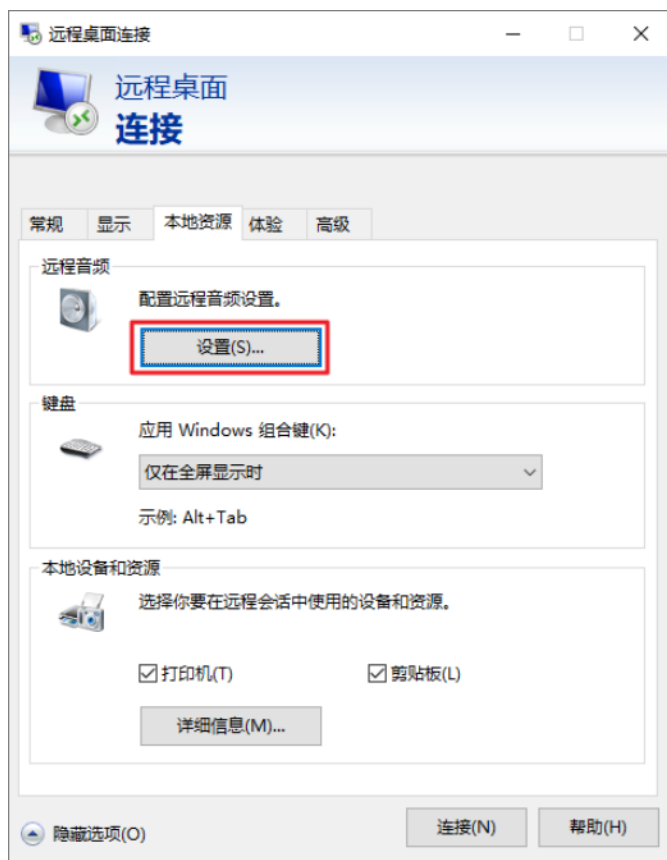 远程桌面连接
远程桌面
连接
常规 显示 本地资源 体验 高级
远程音频
配置远程音频设置。
设置(S)...
键盘
应用 Windows 组合键(K):
仅在全屏显示时
示例: Alt+Tab
本地设备和资源
选择你要在远程会话中使用的设备和资源。
打印机(T) 剪贴板(L)
详细信息(M)...
隐藏选项(O) 连接(N) 帮助(H)